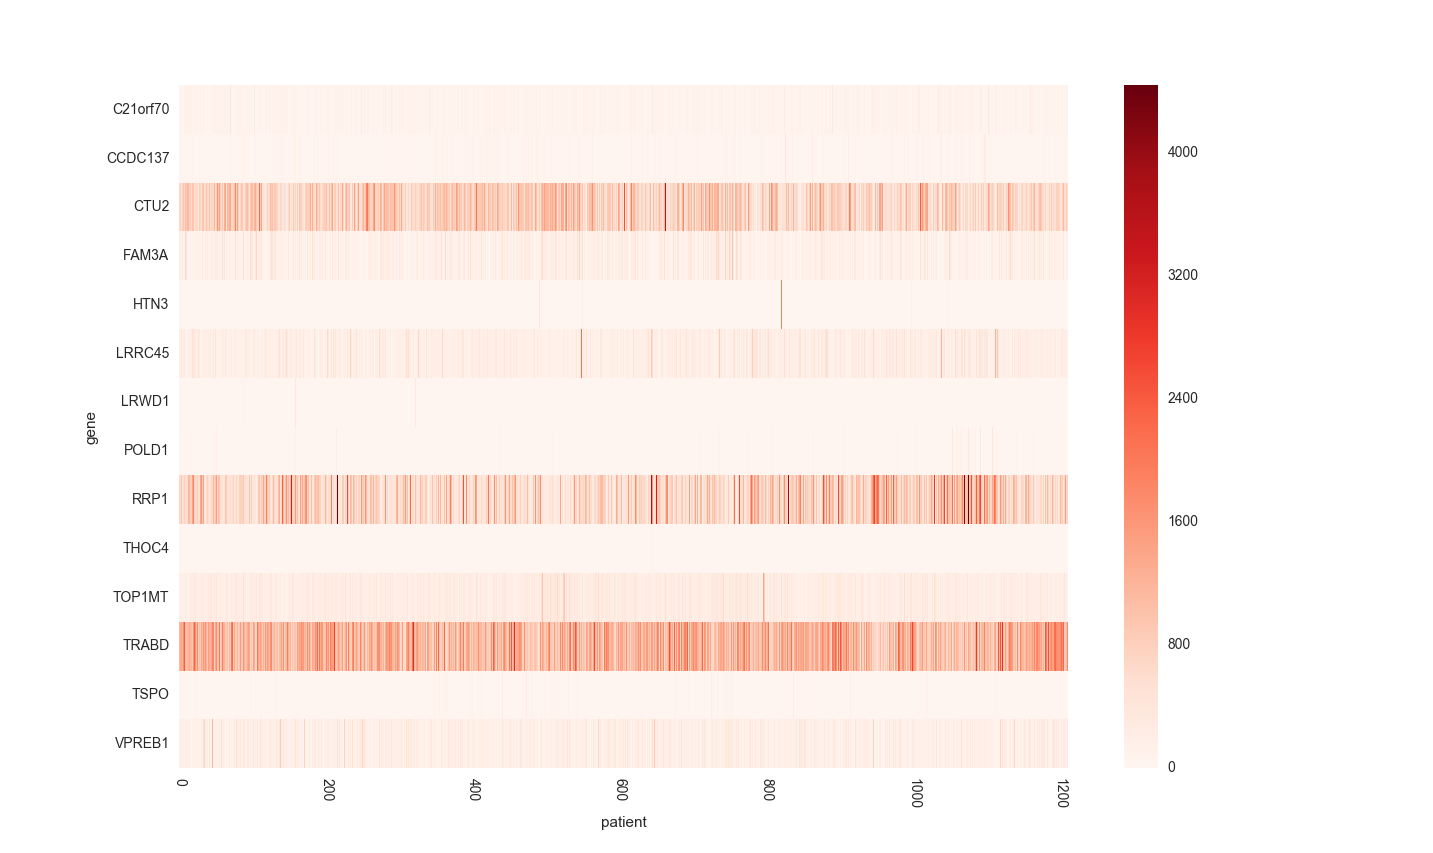 C21orf70
CCDC137
CTU2
FAM3A
HTN3
LRRC45
LRWD1
POLD1
RRP1
THOC4
TOP1MT
TRABD
TSPO
VPREB1
gene
0
200
400
600
800
1000
1200
patient
4000
3200
2400
1600
800
0